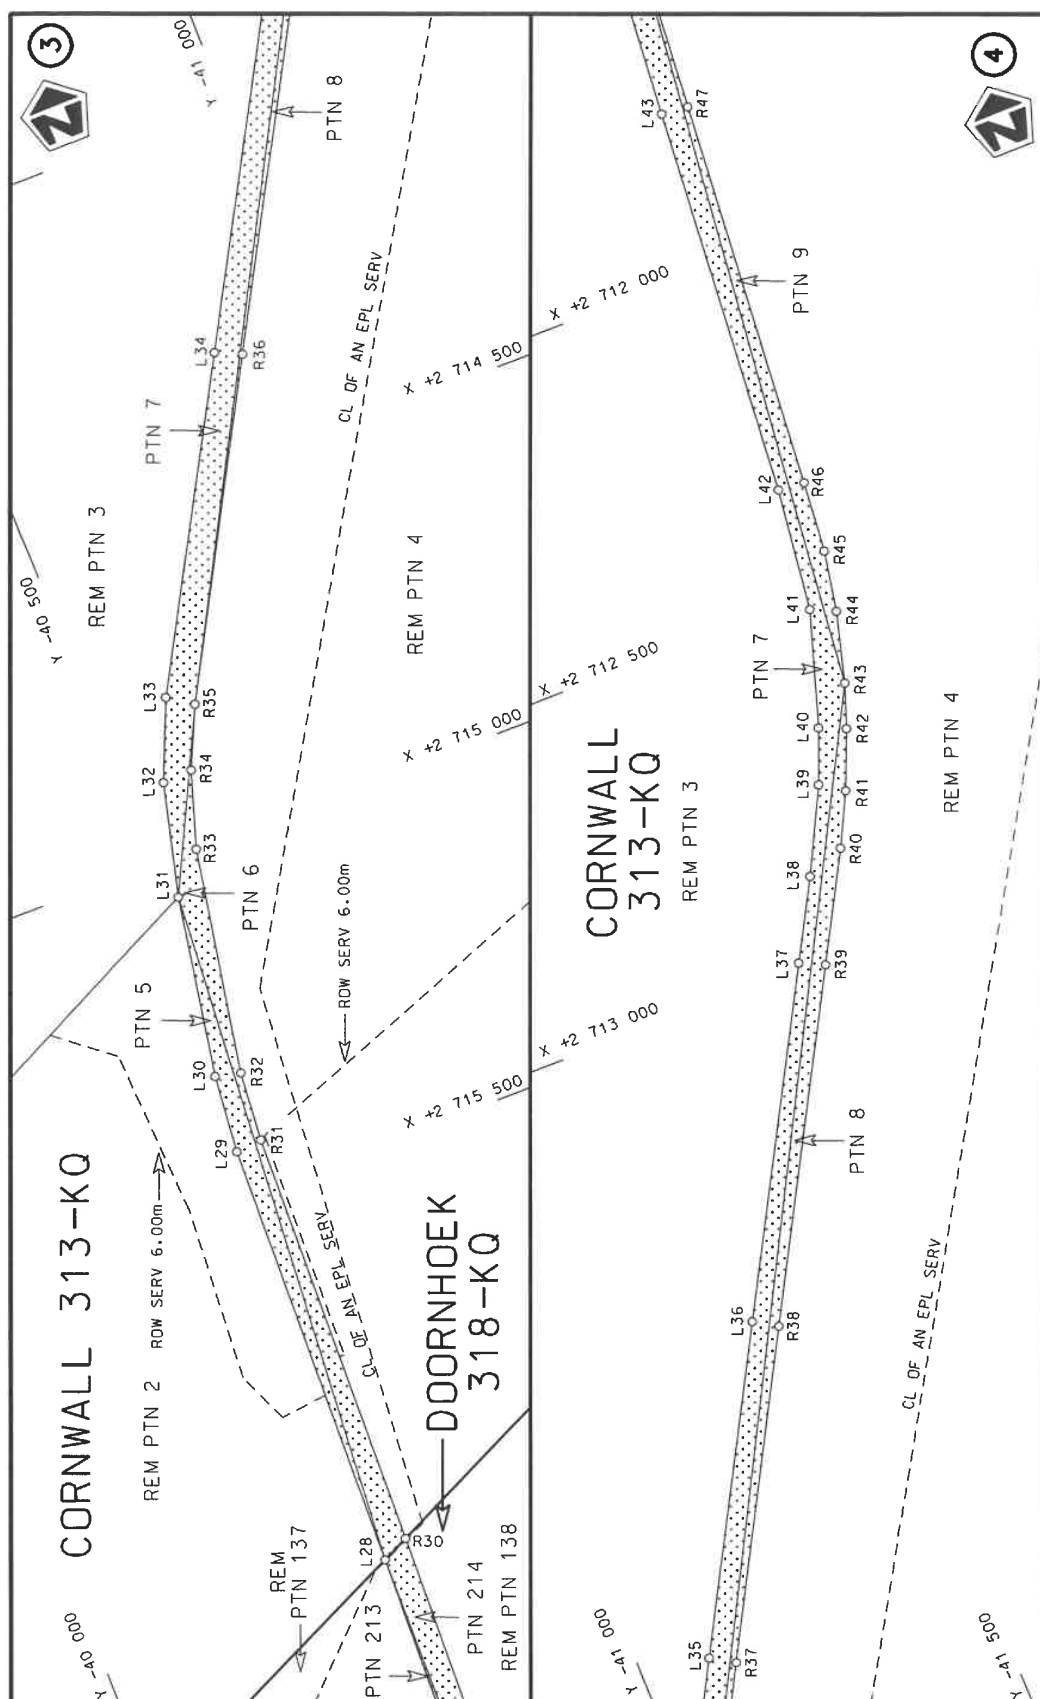 3
Y -41 000
PTN 8
L34
R36
PTN 7
CL OF AN EPL SERV
X +2 714 500
REM PTN 3
Y -40 500
REM PTN 4
L33
R35
L32
R34
R33
L31
PTN 6
X +2 715 000
ROW SERV 6.00m
PTN 5
L30
R32
L29
R31
X +2 715 500
CORNWALL 313-KQ
REM PTN 2
ROW SERV 6.00m
CL OF AN EPL SERV
DOORNHOEK
318-KQ
L28
R30
REM
PTN 137
PTN 213
PTN 214
REM PTN 138
Y -40 000
4
N
N
L43
R47
PTN 9
X +2 712 000
L42
R46
R45
L41
R44
PTN 7
R43
X +2 712 500
L40
R42
L39
R41
CORNWALL
313-KQ
REM PTN 3
REM PTN 4
L38
R40
L37
R39
X +2 713 000
PTN 8
L36
R38
CL OF AN EPL SERV
L35
R37
Y -41 000
Y -41 500